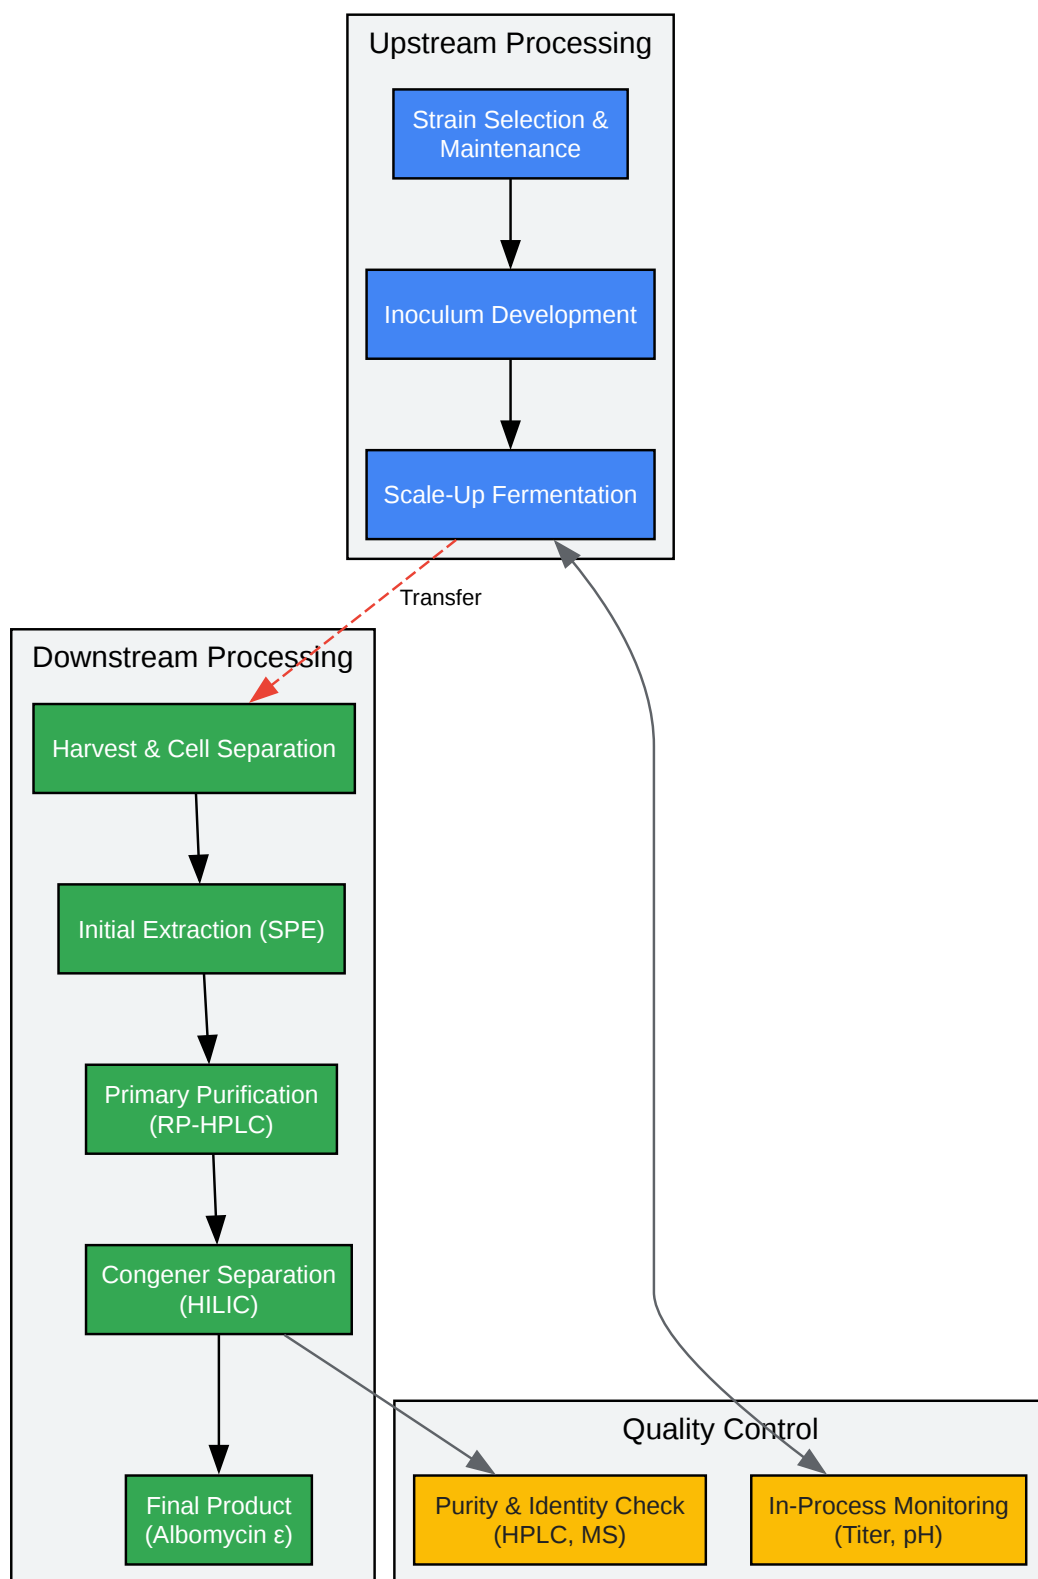 Upstream Processing
Strain Selection &
Maintenance
Inoculum Development
Scale-Up Fermentation
Transfer
Downstream Processing
Harvest & Cell Separation
Initial Extraction (SPE)
Primary Purification
(RP-HPLC)
Congener Separation
(HILIC)
Final Product
(Albomycin ε)
Quality Control
Purity & Identity Check
(HPLC, MS)
In-Process Monitoring
(Titer, pH)